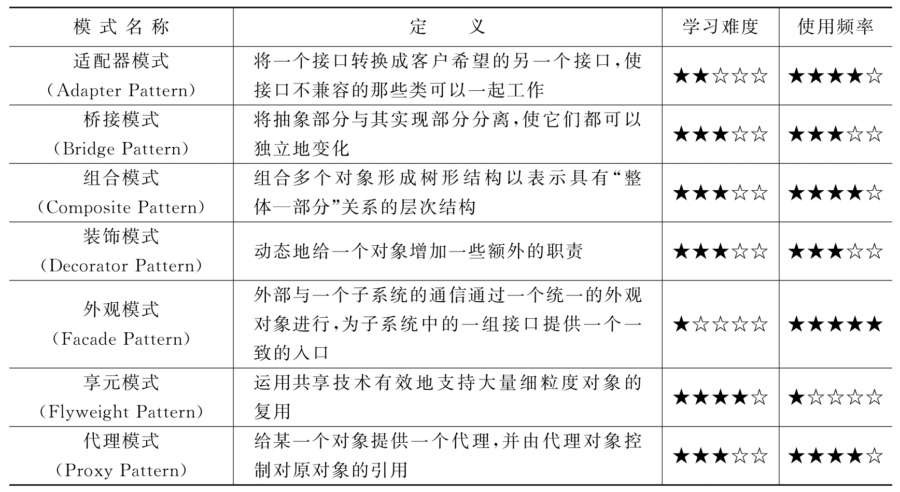 模式名称 定义 学习难度 使用频率
适配器模式
（Adapter Pattern）
将一个接口转换成客户希望的另一个接口，使
接口不兼容的那些类可以一起工作
★★☆☆☆ ★★★★☆
桥接模式
（Bridge Pattern）
将抽象部分与其实现部分分离，使它们都可以
独立地变化
★★★☆☆ ★★★☆☆
组合模式
（Composite Pattern）
组合多个对象形成树形结构以表示具有“整
体—部分”关系的层次结构
★★★☆☆ ★★★★☆
装饰模式
（Decorator Pattern）
动态地给一个对象增加一些额外的职责
★★★☆☆ ★★★☆☆
外观模式
（Facade Pattern）
外部与一个子系统的通信通过一个统一的外观
对象进行，为子系统中的一组接口提供一个一
致的入口
★☆☆☆☆ ★★★★★
享元模式
（Flyweight Pattern）
运用共享技术有效地支持大量细粒度对象的
复用
★★★★☆ ★☆☆☆☆
代理模式
（Proxy Pattern）
给某一个对象提供一个代理，并由代理对象控
制对原对象的引用
★★★☆☆ ★★★★☆